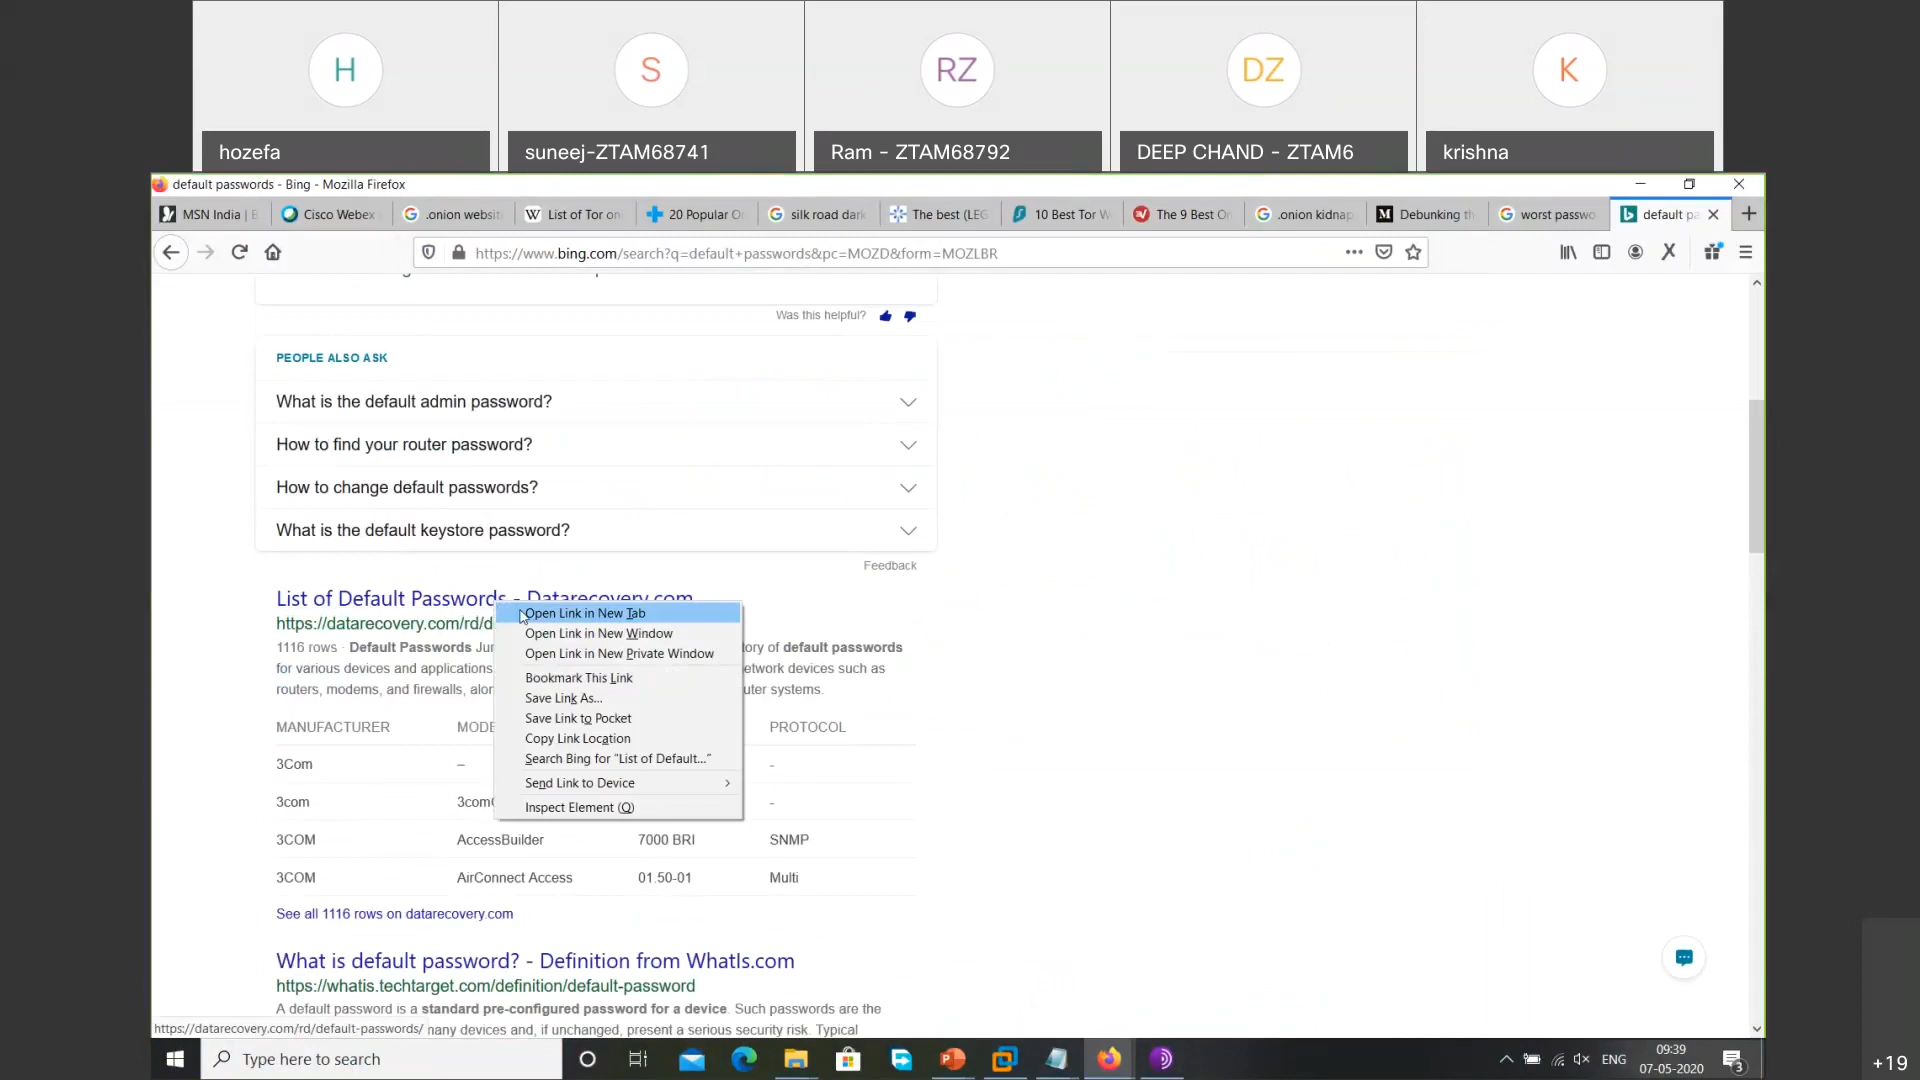 H
S
RZ
DZ
K
hozefa
suneej-ZTAM68741
Ram - ZTAM68792
DEEP CHAND - ZTAM6
krishna
default passwords - Bing - Mozilla Firefox
MSN India | E
Cisco Webex
.onion websit
List of Tor on
20 Popular O
silk road dark
The best (LEG
10 Best Tor W
The 9 Best O
.onion kidnap
Debunking th
worst passwo
default pa
https://www.bing.com/search?q=default+passwords&pc=MOZD&form=MOZLBR
Was this helpful?
PEOPLE ALSO ASK
What is the default admin password?
How to find your router password?
How to change default passwords?
What is the default keystore password?
Feedback
List of Default Passwords - Datarecovery.com
https://datarecovery.com/rd/d
1116 rows · Default Passwords Ju
tory of default passwords
for various devices and applications.
etwork devices such as
routers, modems, and firewalls, alon
uter systems.
Open Link in New Tab
Open Link in New Window
Open Link in New Private Window
Bookmark This Link
Save Link As...
Save Link to Pocket
Copy Link Location
Search Bing for "List of Default..."
Send Link to Device
Inspect Element (Q)
MANUFACTURER MODE PROTOCOL
3Com – -
3com 3com -
3COM AccessBuilder 7000 BRI SNMP
3COM AirConnect Access 01.50-01 Multi
See all 1116 rows on datarecovery.com
What is default password? - Definition from WhatIs.com
https://whatis.techtarget.com/definition/default-password
A default password is a standard pre-configured password for a device. Such passwords are the
https://datarecovery.com/rd/default-passwords/
many devices and, if unchanged, present a serious security risk. Typical
Type here to search
ENG
09:39
07-05-2020
3
+19